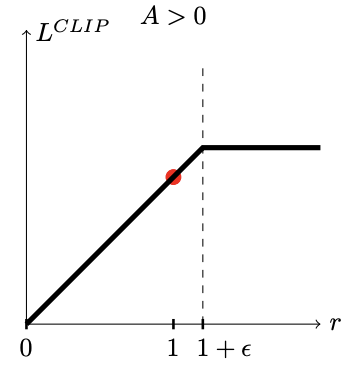 A > 0
L^{CLIP}
r
0 1 1 + ϵ